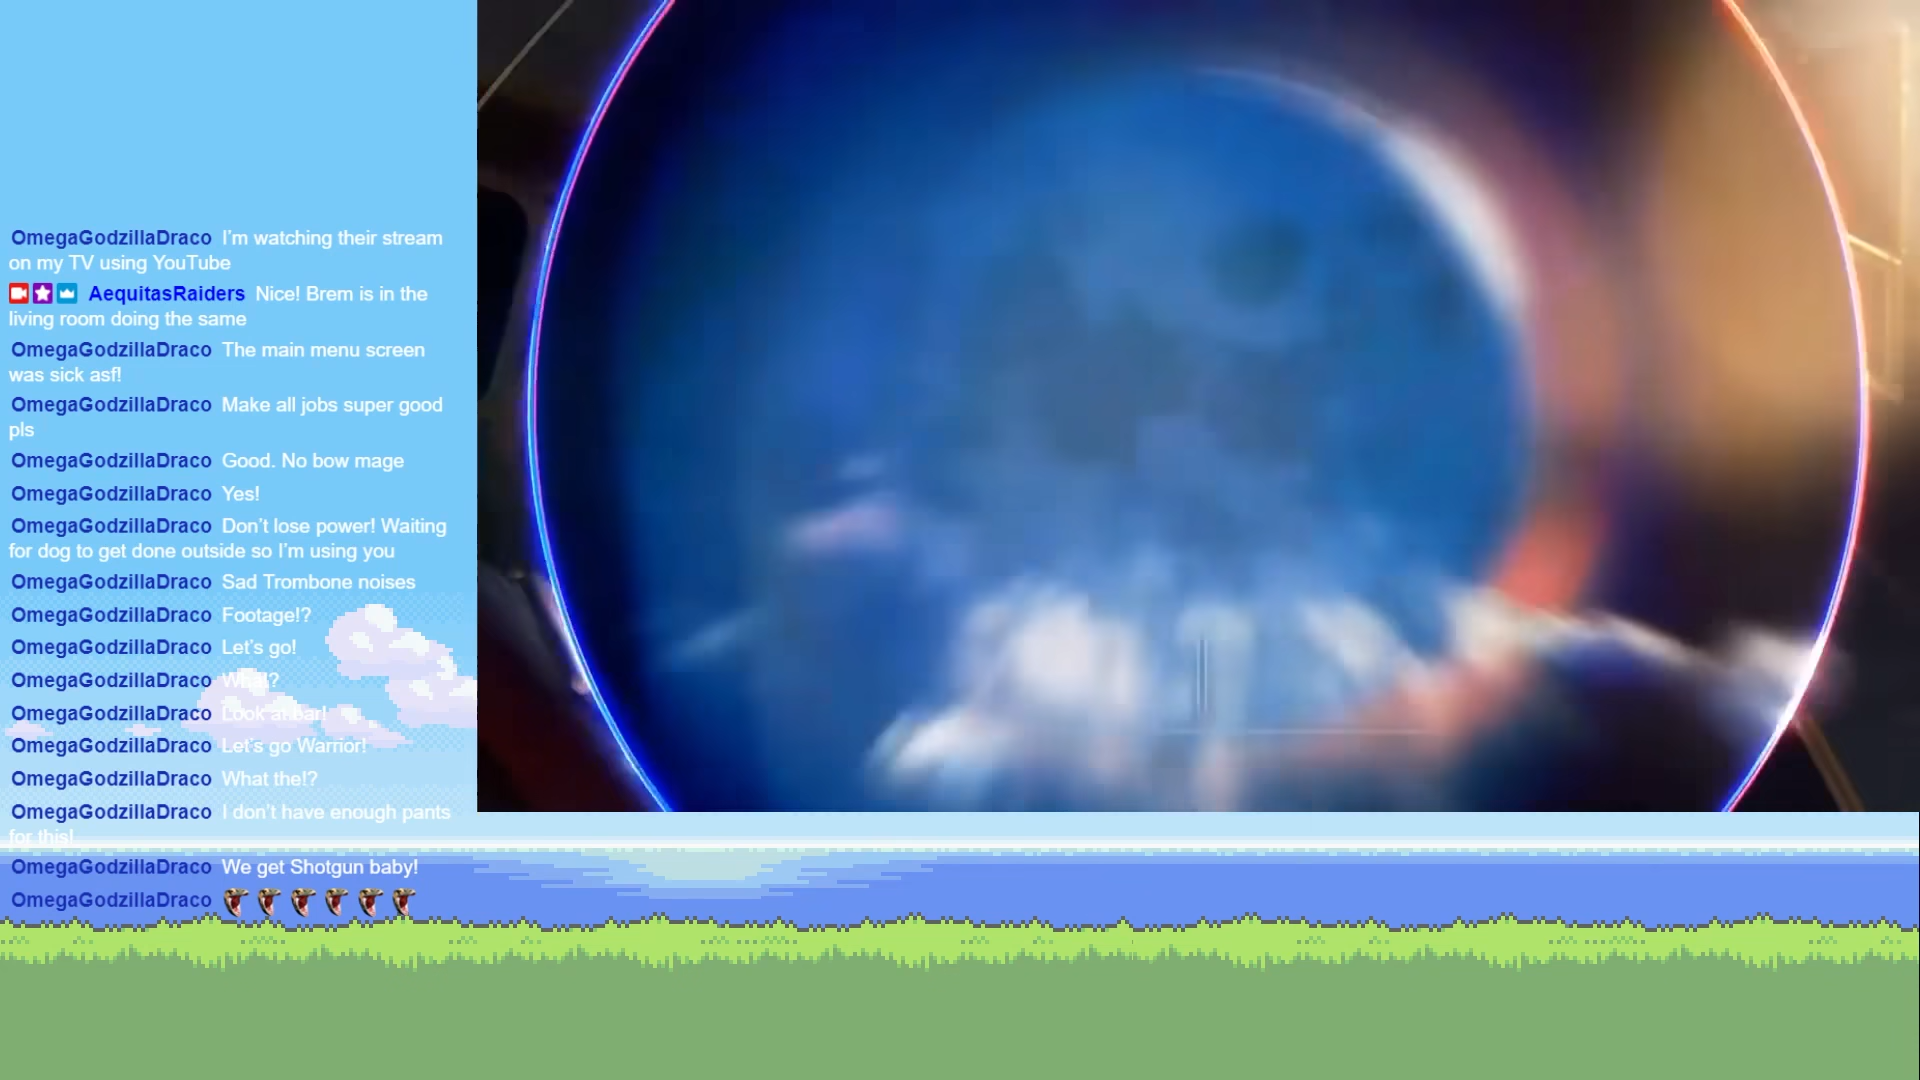 OmegaGodzillaDraco I'm watching their stream
on my TV using YouTube
AequitasRaiders Nice! Brem is in the
living room doing the same
OmegaGodzillaDraco The main menu screen
was sick asf!
OmegaGodzillaDraco Make all jobs super good
pls
OmegaGodzillaDraco Good. No bow mage
OmegaGodzillaDraco Yes!
OmegaGodzillaDraco Don't lose power! Waiting
for dog to get done outside so I'm using you
OmegaGodzillaDraco Sad Trombone noises
OmegaGodzillaDraco Footage!?
OmegaGodzillaDraco Let's go!
OmegaGodzillaDraco What!?
OmegaGodzillaDraco Look at bar!
OmegaGodzillaDraco Let's go Warrior!
OmegaGodzillaDraco What the!?
OmegaGodzillaDraco I don't have enough pants
for this!
OmegaGodzillaDraco We get Shotgun baby!
OmegaGodzillaDraco